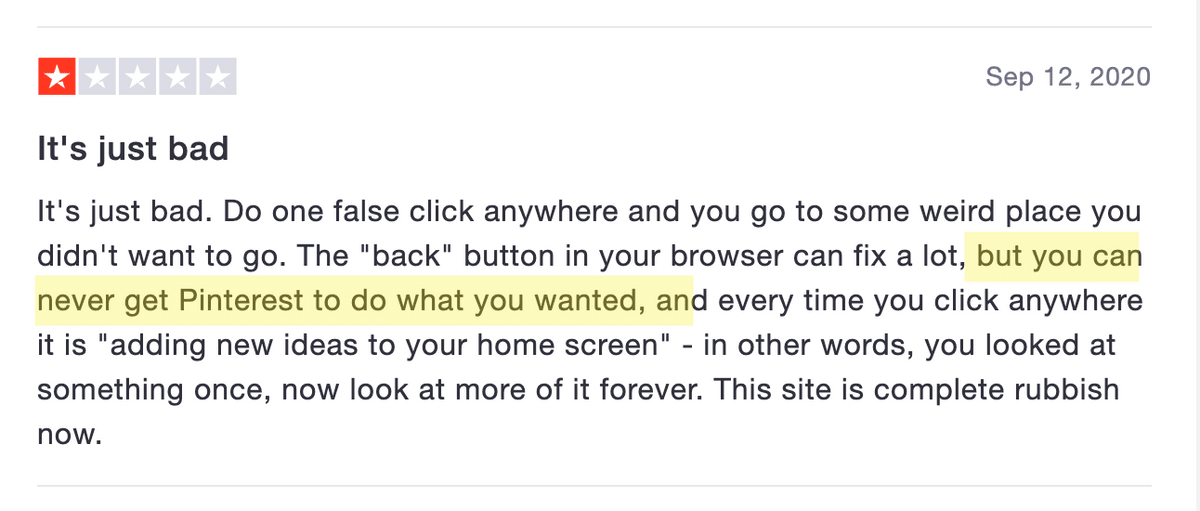 Sep 12, 2020
It's just bad
It's just bad. Do one false click anywhere and you go to some weird place you
didn't want to go. The "back" button in your browser can fix a lot, but you can
never get Pinterest to do what you wanted, and every time you click anywhere
it is "adding new ideas to your home screen" - in other words, you looked at
something once, now look at more of it forever. This site is complete rubbish
now.